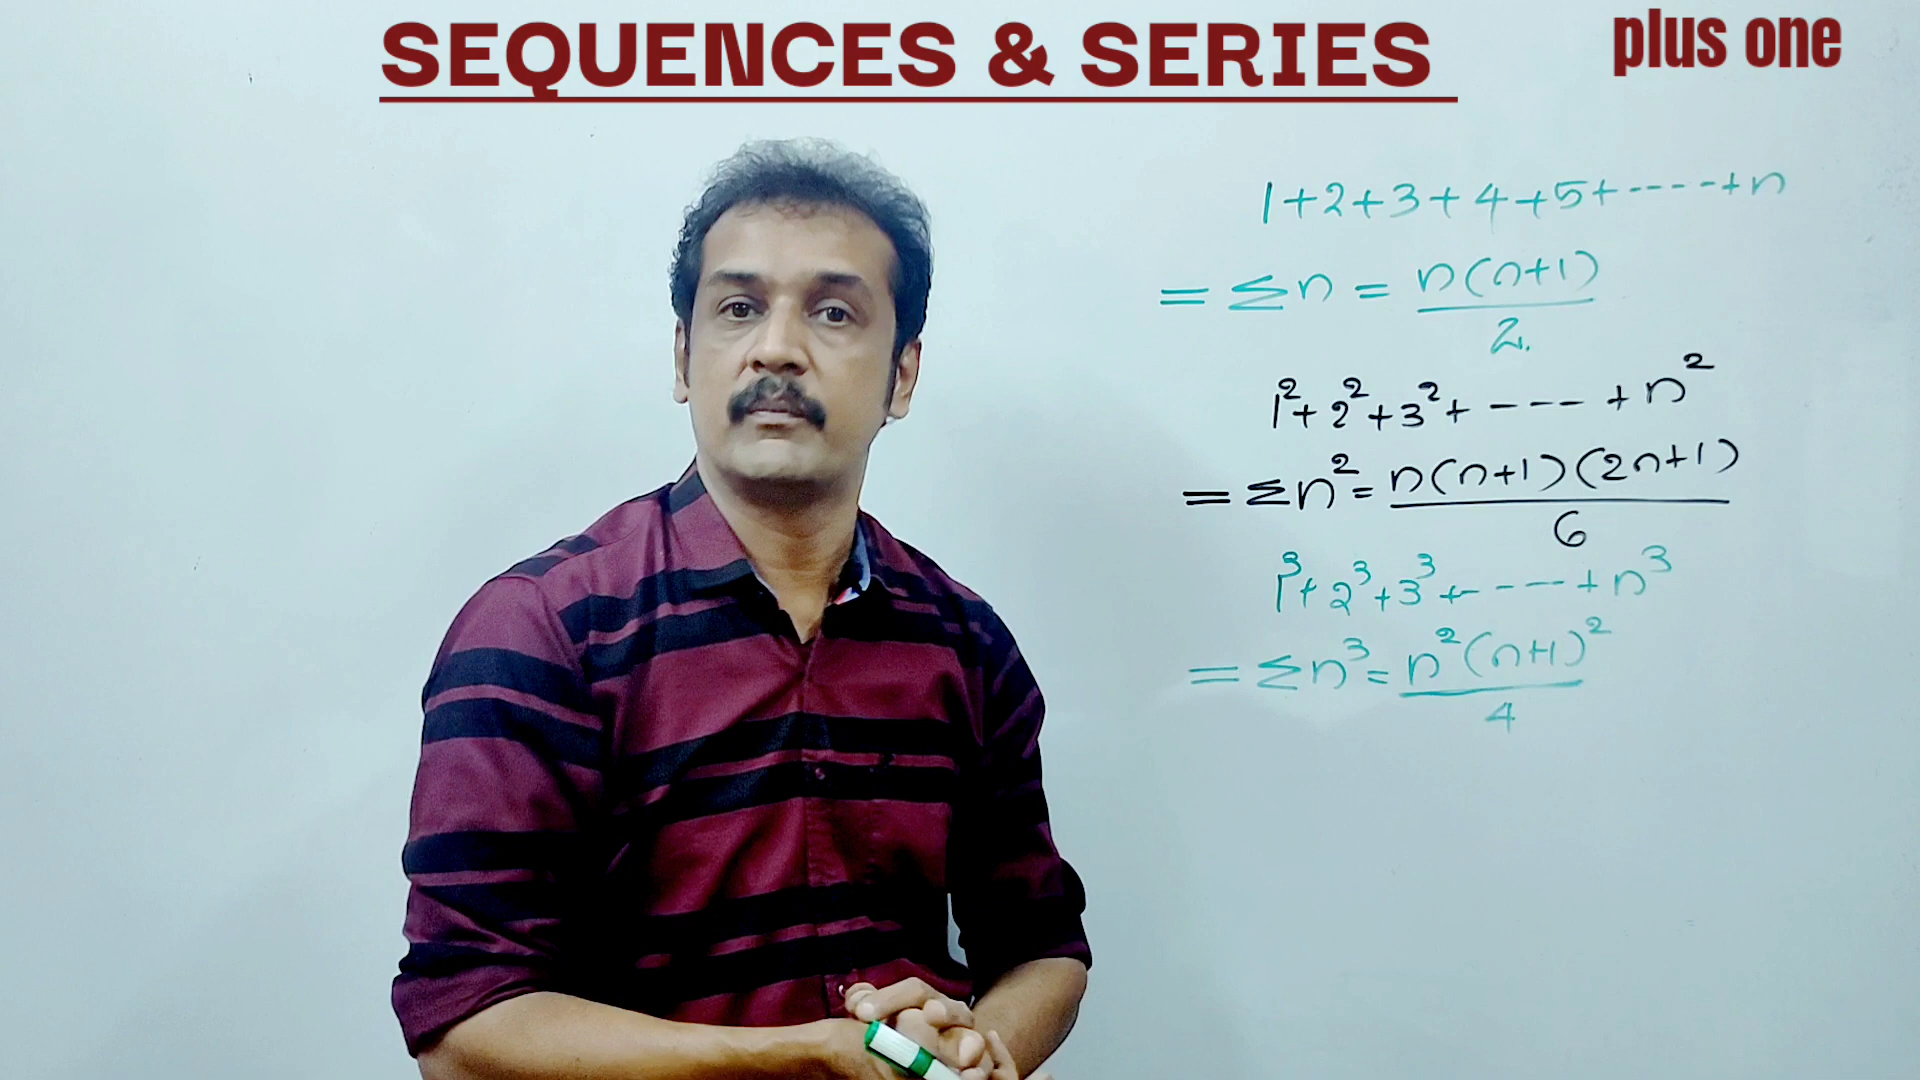 SEQUENCES & SERIES
plus one
1+2+3+4+5+-----+n
= Σn = n(n+1)/2.
1²+2²+3²+ ---- +n²
= Σn² = n(n+1)(2n+1)/6
1³+2³+3³+---- +n³
= Σn³ = n²(n+1)²/4